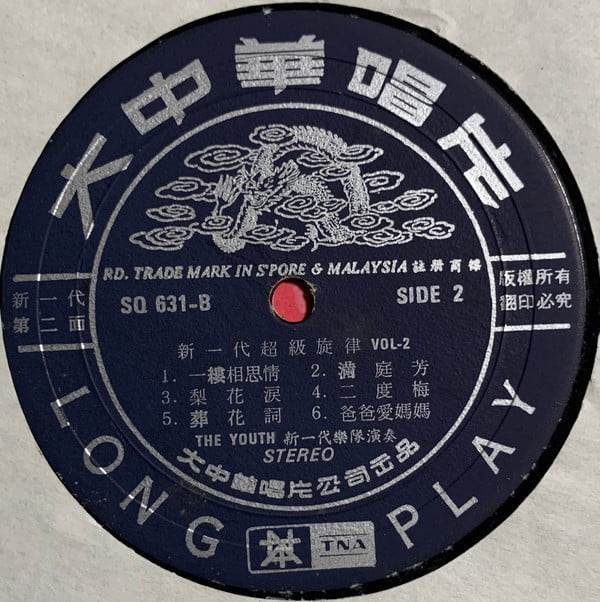 大中華唱片
RD. TRADE MARK IN S'PORE & MALAYSIA 註册商標
新一代
第二面
SQ 631-B
SIDE 2
版權所有
翻印必究
新一代超級旋律 VOL-2
1. 一縷相思情 2. 滿庭芳
3. 梨花淚 4. 二度梅
5. 葬花詞 6. 爸爸愛媽媽
THE YOUTH 新一代樂隊演奏
STEREO
大中華唱片公司出品
LONG PLAY
TNA